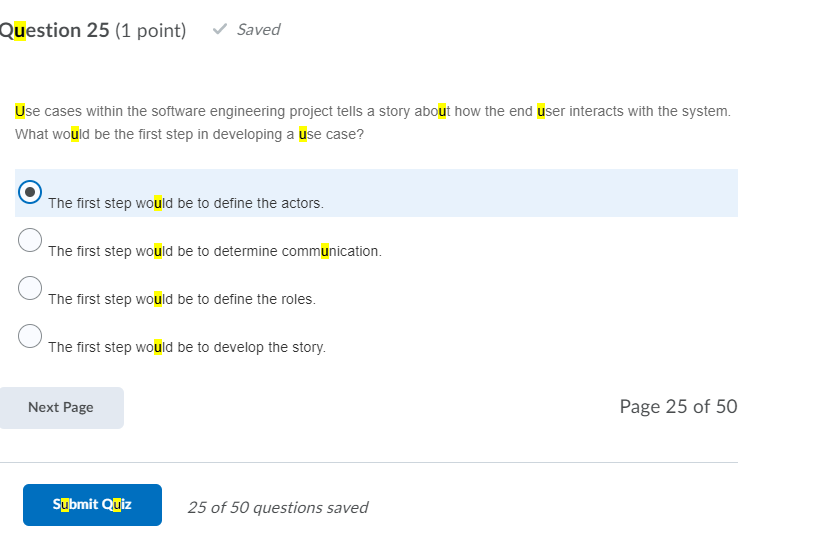 Question 25 (1 point) Saved
Use cases within the software engineering project tells a story about how the end user interacts with the system.
What would be the first step in developing a use case?
The first step would be to define the actors.
The first step would be to determine communication.
The first step would be to define the roles.
The first step would be to develop the story.
Next Page Page 25 of 50
Submit Quiz 25 of 50 questions saved